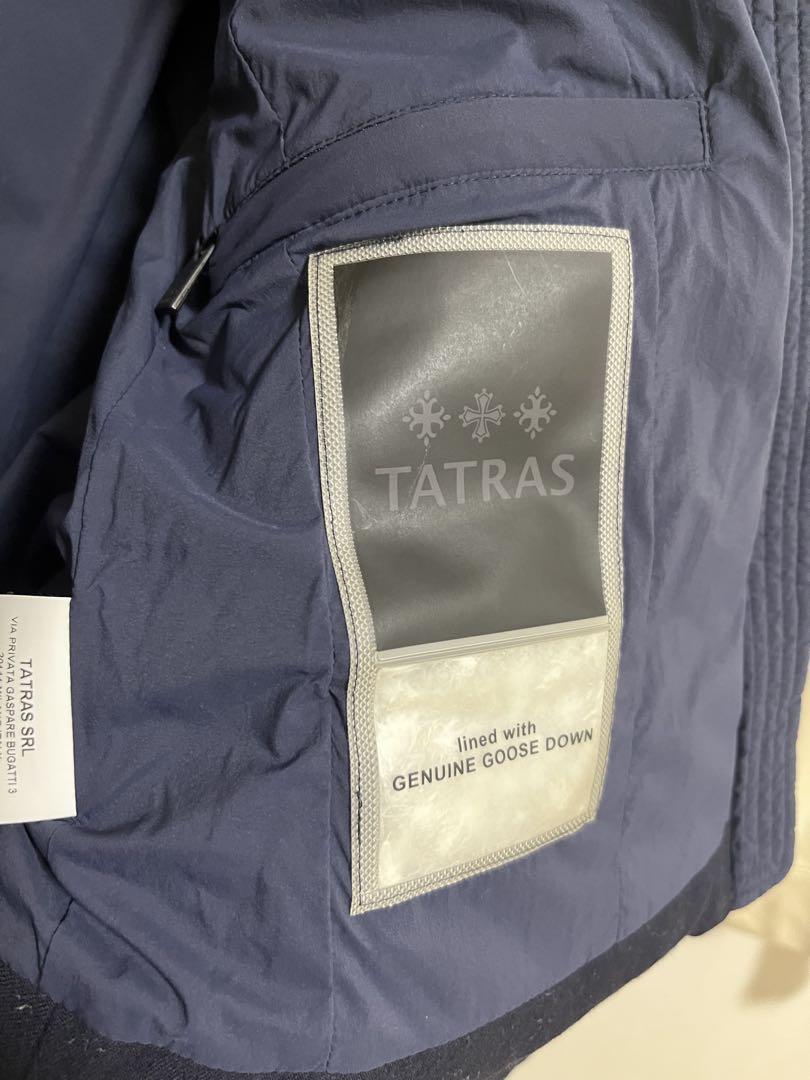 TATRAS
lined with
GENUINE GOOSE DOWN
TATRAS SRL
VIA PRIVATA GASPARE BUGATTI 3